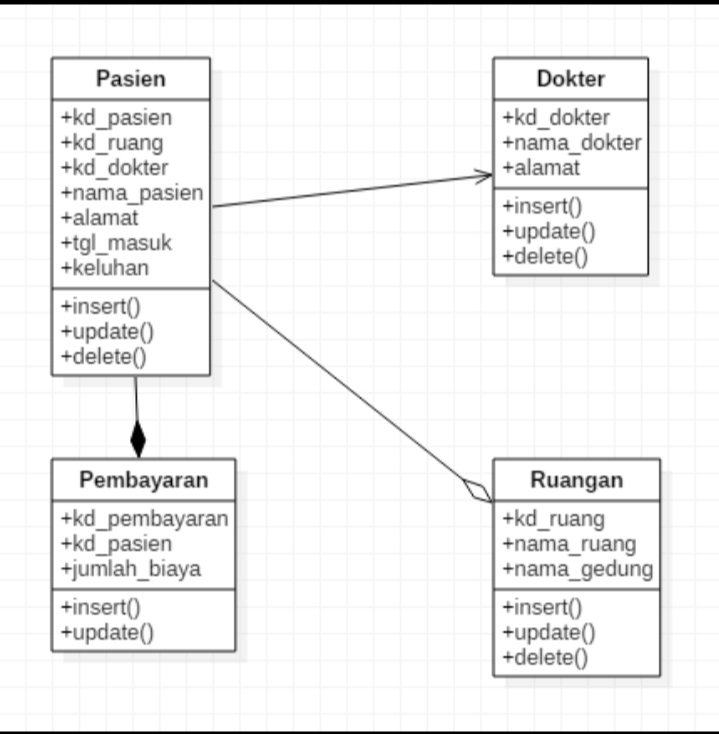 Pasien
+kd_pasien
+kd_ruang
+kd_dokter
+nama_pasien
+alamat
+tgl_masuk
+keluhan
+insert()
+update()
+delete()
Dokter
+kd_dokter
+nama_dokter
+alamat
+insert()
+update()
+delete()
Pembayaran
+kd_pembayaran
+kd_pasien
+jumlah_biaya
+insert()
+update()
Ruangan
+kd_ruang
+nama_ruang
+nama_gedung
+insert()
+update()
+delete()